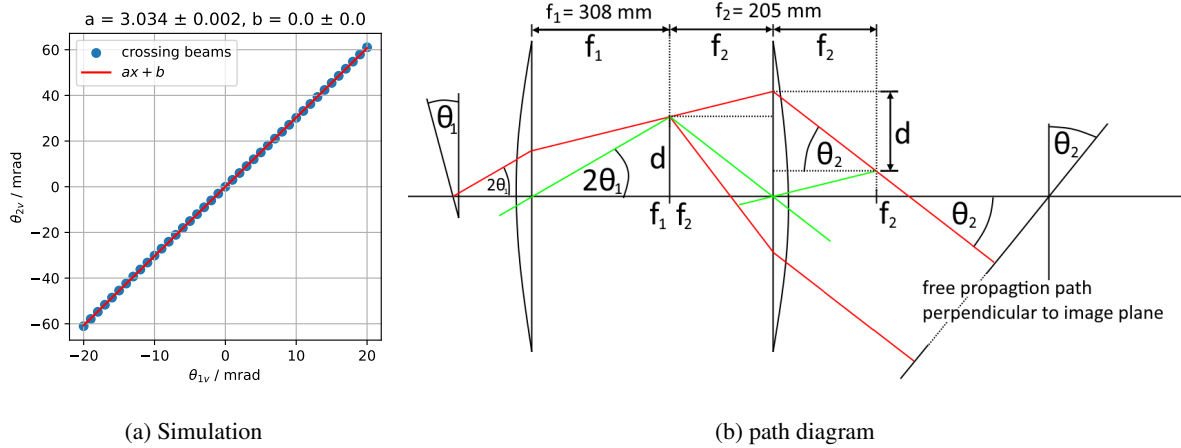 a = 3.034 ± 0.002, b = 0.0 ± 0.0
crossing beams
ax + b
60
40
20
0
−20
−40
−60
−20
−10
0
10
20
θ2v / mrad
θ1v / mrad
(a) Simulation
f1= 308 mm
f2= 205 mm
f1
f2
f2
θ1
2θ1
2θ1
d
θ2
d
θ2
f1 f2
f2
θ2
free propagtion path
perpendicular to image plane
(b) path diagram